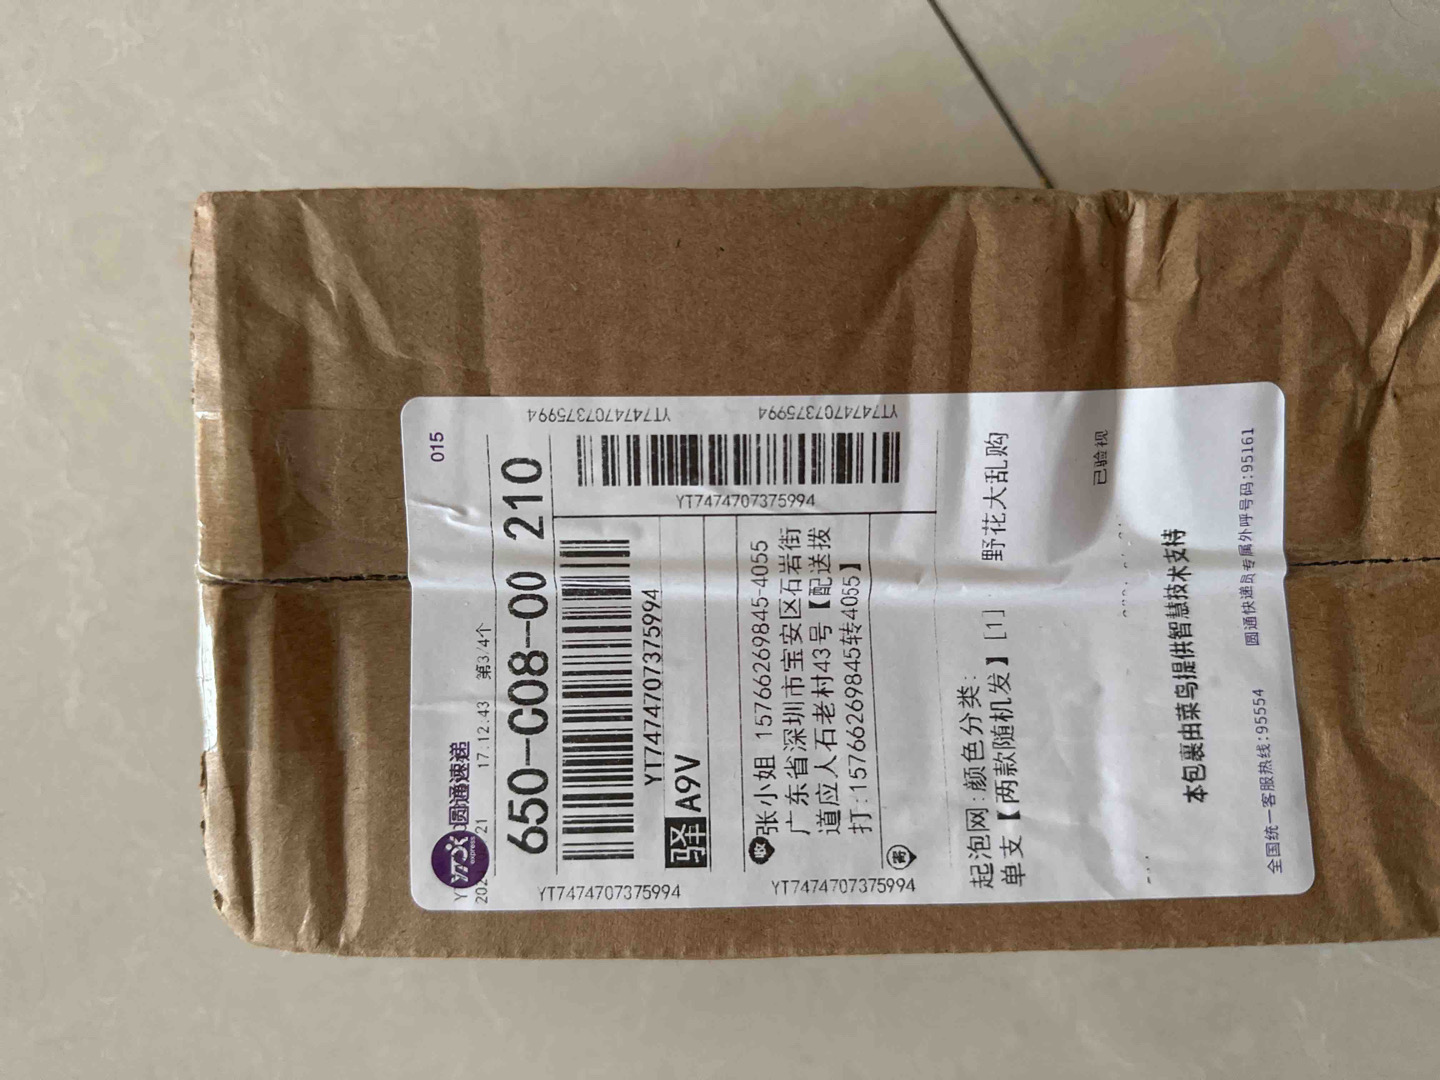 015
圆通速递
express
17.12.43 第3/4个
650-C08-00 210
YT7474707375994
YT7474707375994
YT7474707375994
YT7474707375994
YT7474707375994
驿 A9V
收
张小姐 15766269845-4055
广东省深圳市宝安区石岩街
道应人石老村43号【配送拨
打:15766269845转4055】
寄
YT7474707375994
YT7474707375994
起泡网:颜色分类:
单支【两款随机发】[1]
野花大乱购
已验视
本包裹由菜鸟提供智慧技术支持
圆通快递员专属外呼号码:95161
全国统一客服热线:95554